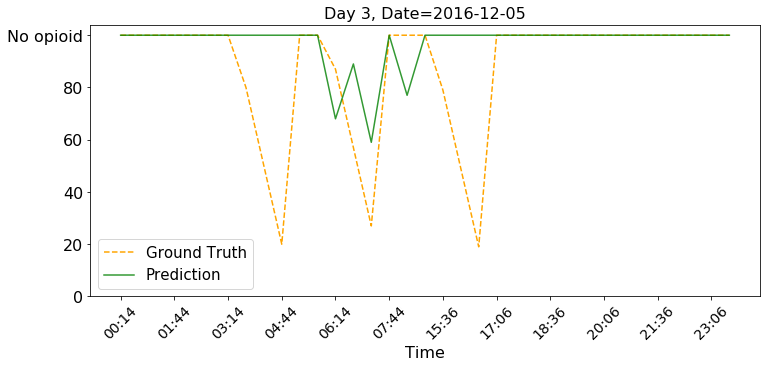 Day 3, Date=2016-12-05
No opioid
80
60
40
20
0
Ground Truth
Prediction
00:14 01:44 03:14 04:44 06:14 07:44 15:36 17:06 18:36 20:06 21:36 23:06
Time